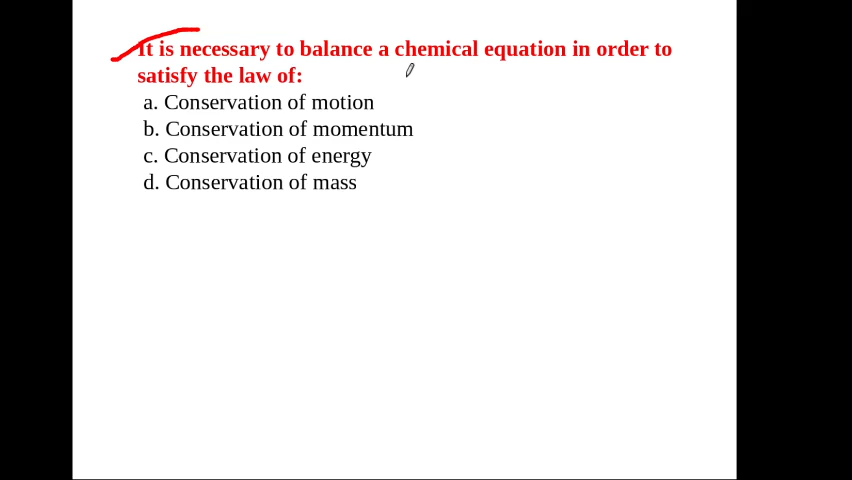 It is necessary to balance a chemical equation in order to
satisfy the law of:
a. Conservation of motion
b. Conservation of momentum
c. Conservation of energy
d. Conservation of mass